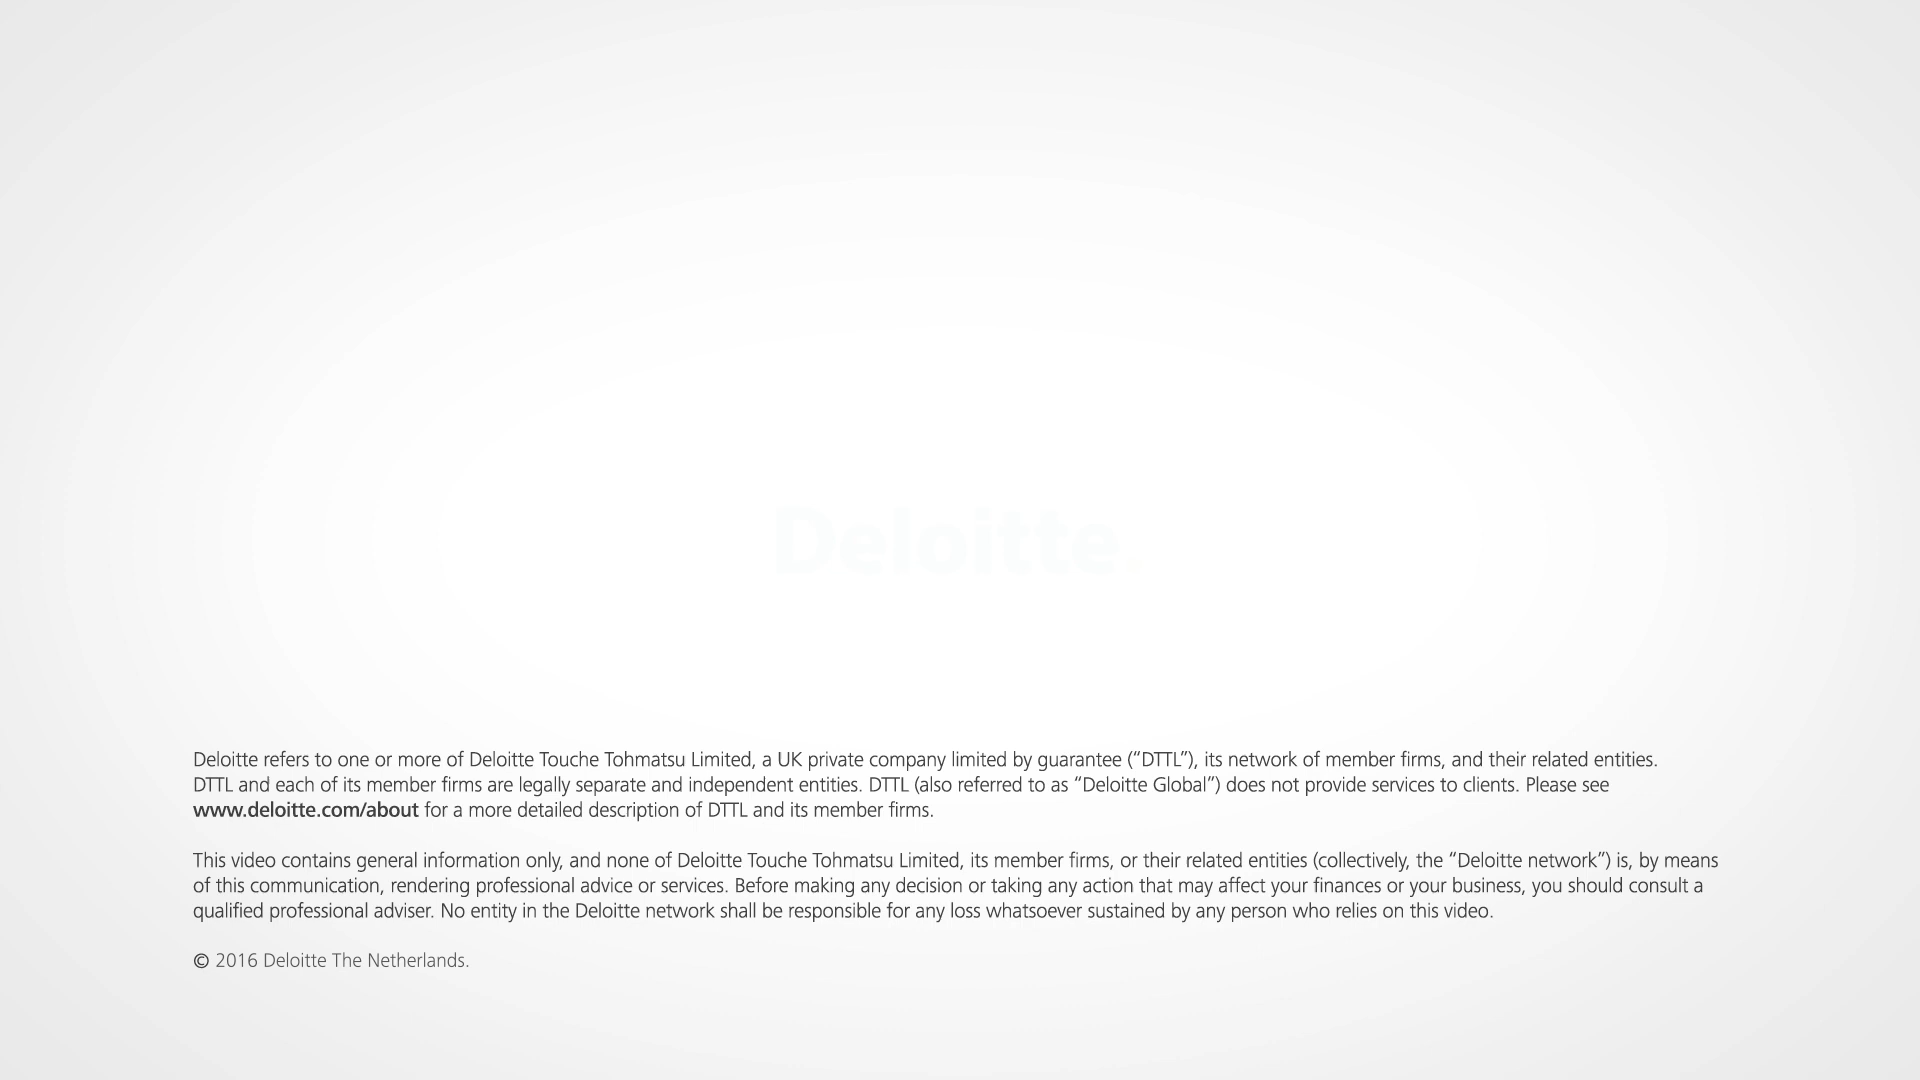 Deloitte.
Deloitte refers to one or more of Deloitte Touche Tohmatsu Limited, a UK private company limited by guarantee (“DTTL”), its network of member firms, and their related entities.
DTTL and each of its member firms are legally separate and independent entities. DTTL (also referred to as “Deloitte Global”) does not provide services to clients. Please see
www.deloitte.com/about for a more detailed description of DTTL and its member firms.
This video contains general information only, and none of Deloitte Touche Tohmatsu Limited, its member firms, or their related entities (collectively, the “Deloitte network”) is, by means
of this communication, rendering professional advice or services. Before making any decision or taking any action that may affect your finances or your business, you should consult a
qualified professional adviser. No entity in the Deloitte network shall be responsible for any loss whatsoever sustained by any person who relies on this video.
© 2016 Deloitte The Netherlands.